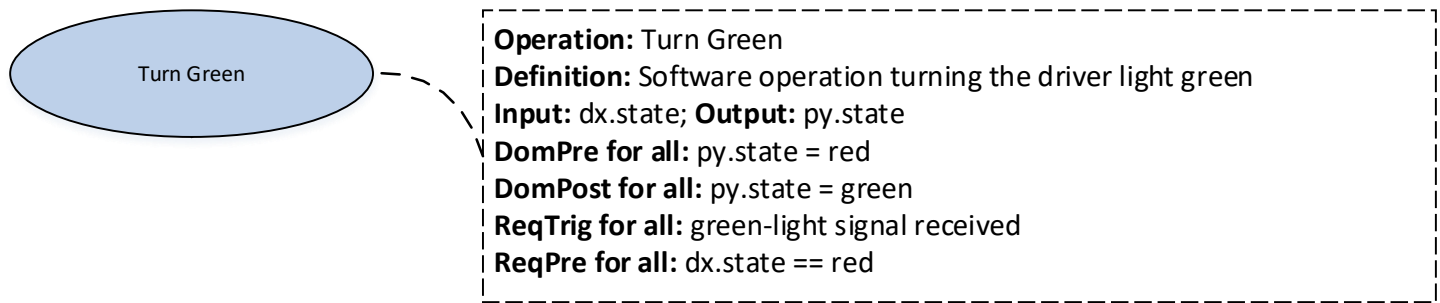 Turn Green
Operation: Turn Green
Definition: Software operation turning the driver light green
Input: dx.state; Output: py.state
DomPre for all: py.state = red
DomPost for all: py.state = green
ReqTrig for all: green-light signal received
ReqPre for all: dx.state == red